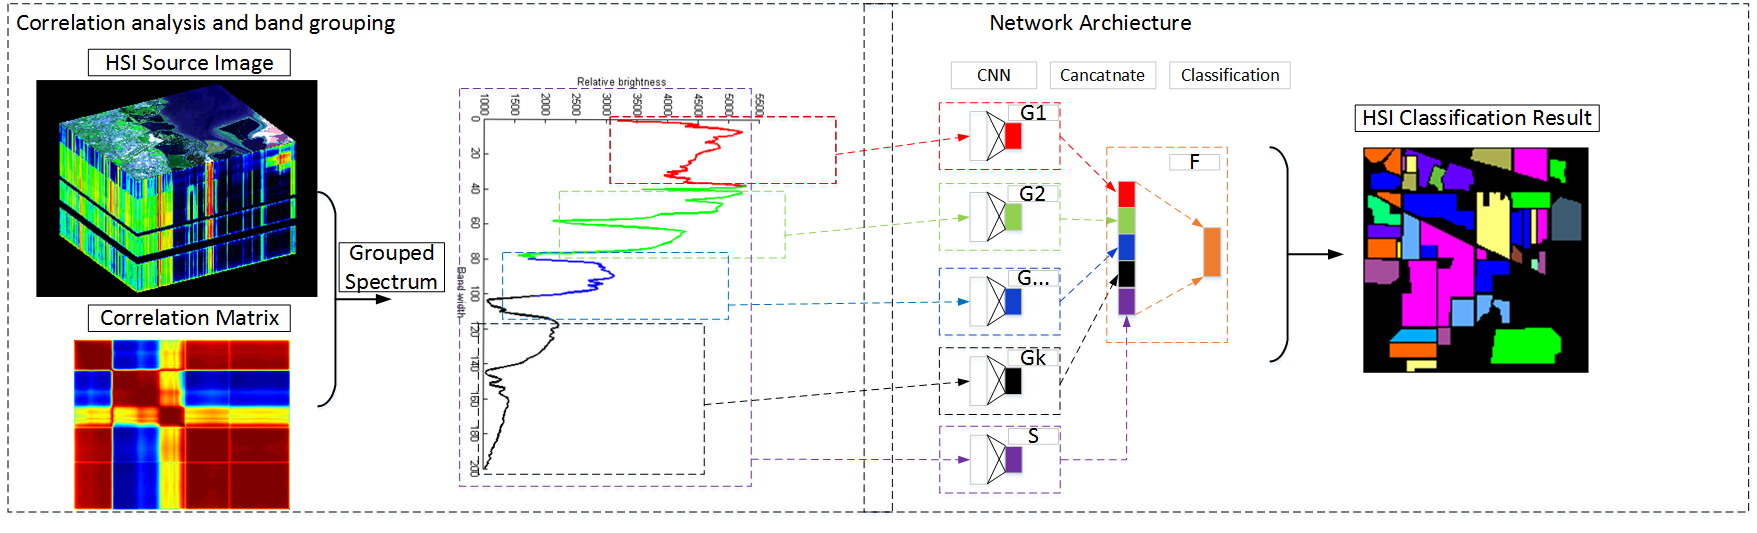 Correlation analysis and band grouping
HSI Source Image
Correlation Matrix
Grouped
Spectrum
Relative brightness
1000
1500
2000
2500
3000
3500
4000
4500
5000
5500
0
20
40
60
80
100
120
140
160
180
200
Band width
Network Archiecture
CNN
Cancatnate
Classification
G1
G2
G...
Gk
S
F
HSI Classification Result